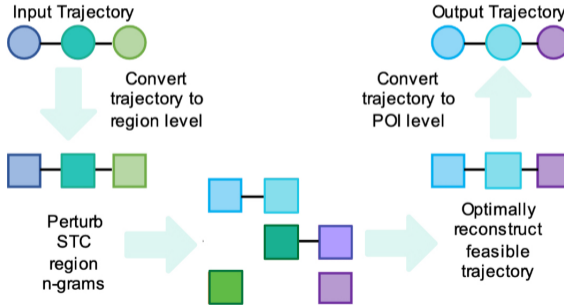 Input Trajectory
Convert
trajectory to
region level
Perturb
STC
region
n-grams
Optimally
reconstruct
feasible
trajectory
Convert
trajectory to
POI level
Output Trajectory